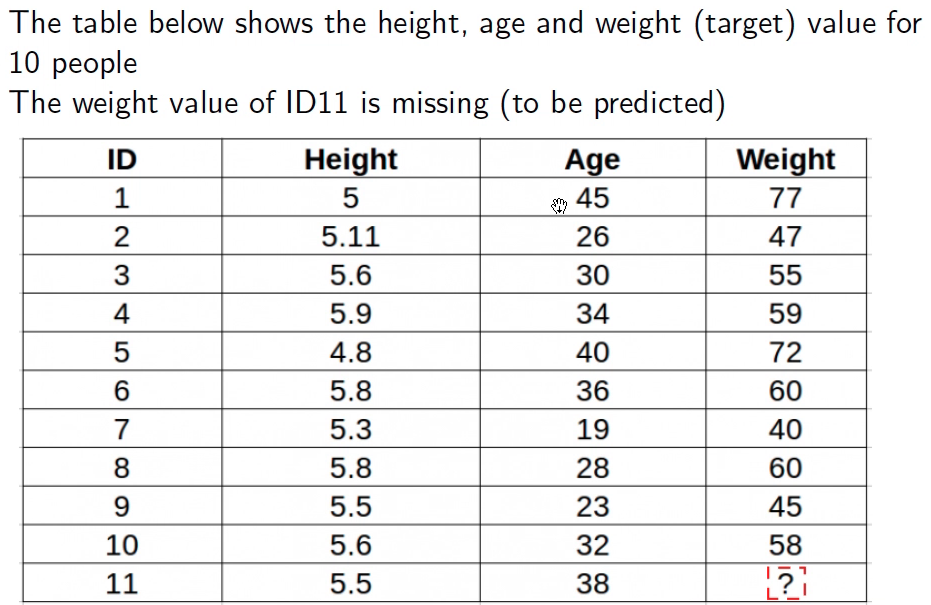 The table below shows the height, age and weight (target) value for
10 people
The weight value of ID11 is missing (to be predicted)
ID Height Age Weight
1 5 45 77
2 5.11 26 47
3 5.6 30 55
4 5.9 34 59
5 4.8 40 72
6 5.8 36 60
7 5.3 19 40
8 5.8 28 60
9 5.5 23 45
10 5.6 32 58
11 5.5 38 ?